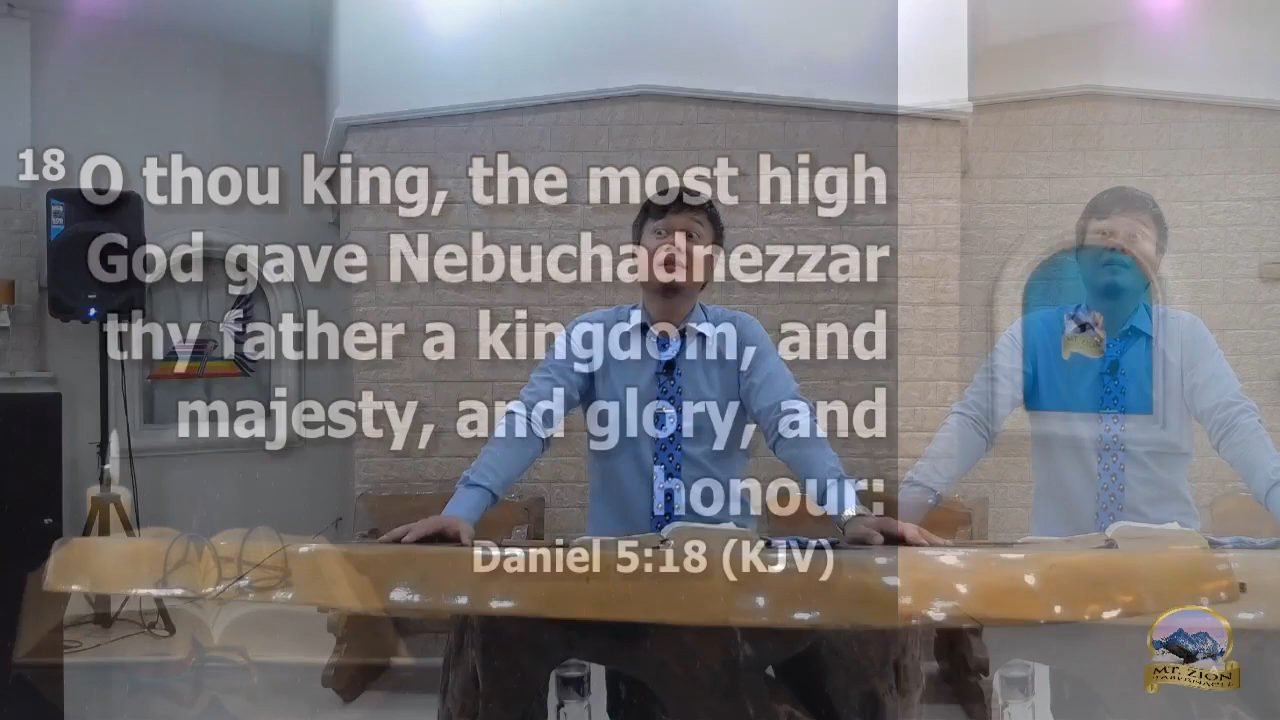 18 O thou king, the most high
God gave Nebuchadnezzar
thy father a kingdom, and
majesty, and glory, and
honour:
Daniel 5:18 (KJV)
MT. ZION
TABERNACLE